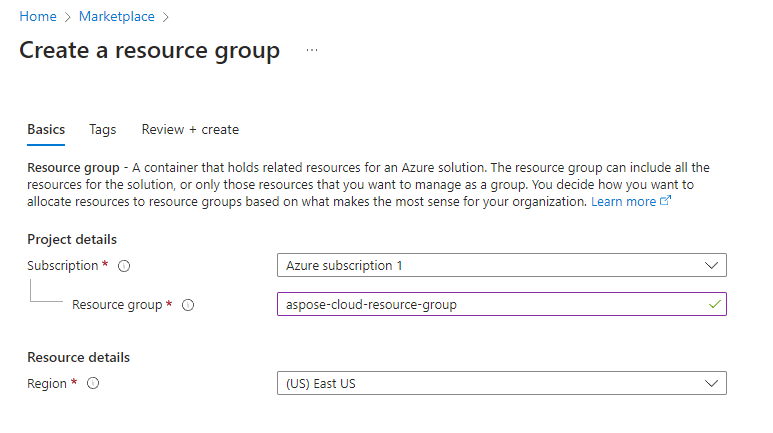 Home > Marketplace >
Create a resource group ...
Basics Tags Review + create
Resource group - A container that holds related resources for an Azure solution. The resource group can include all the
resources for the solution, or only those resources that you want to manage as a group. You decide how you want to
allocate resources to resource groups based on what makes the most sense for your organization. Learn more
Project details
Subscription * Azure subscription 1
Resource group * aspose-cloud-resource-group
Resource details
Region * (US) East US